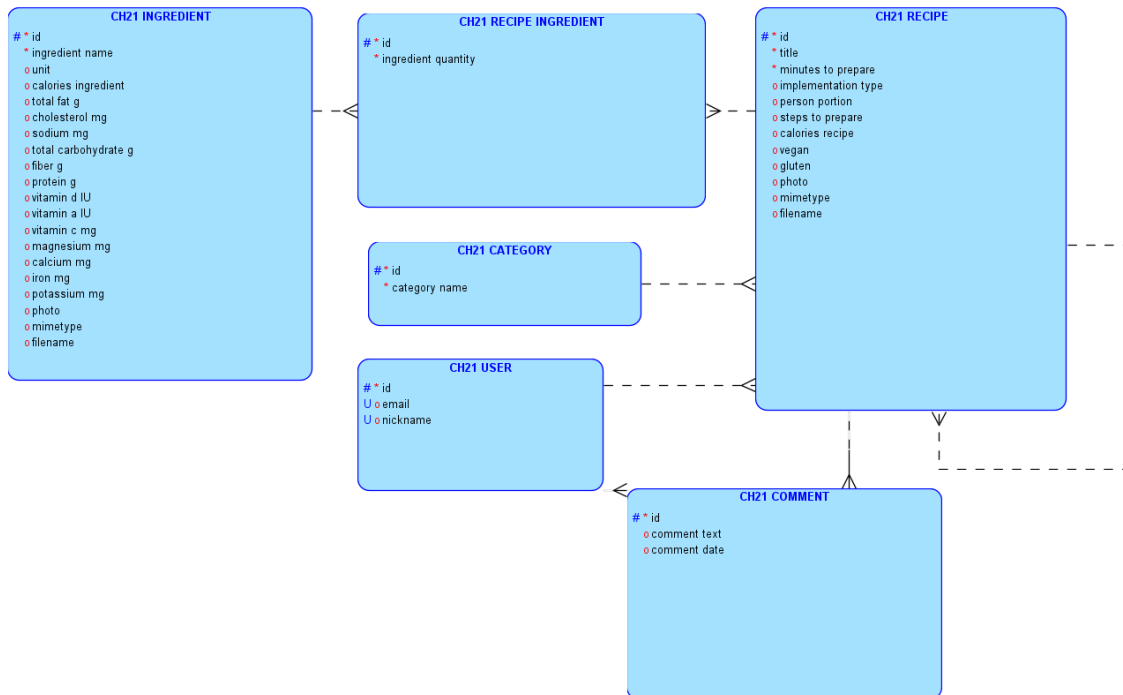 CH21 INGREDIENT
# * id
* ingredient name
o unit
o calories ingredient
o total fat g
o cholesterol mg
o sodium mg
o total carbohydrate g
o fiber g
o protein g
o vitamin d IU
o vitamin a IU
o vitamin c mg
o magnesium mg
o calcium mg
o iron mg
o potassium mg
o photo
o mimetype
o filename
CH21 RECIPE INGREDIENT
# * id
* ingredient quantity
CH21 RECIPE
# * id
* title
* minutes to prepare
o implementation type
o person portion
o steps to prepare
o calories recipe
o vegan
o gluten
o photo
o mimetype
o filename
CH21 CATEGORY
# * id
* category name
CH21 USER
# * id
U o email
U o nickname
CH21 COMMENT
# * id
o comment text
o comment date